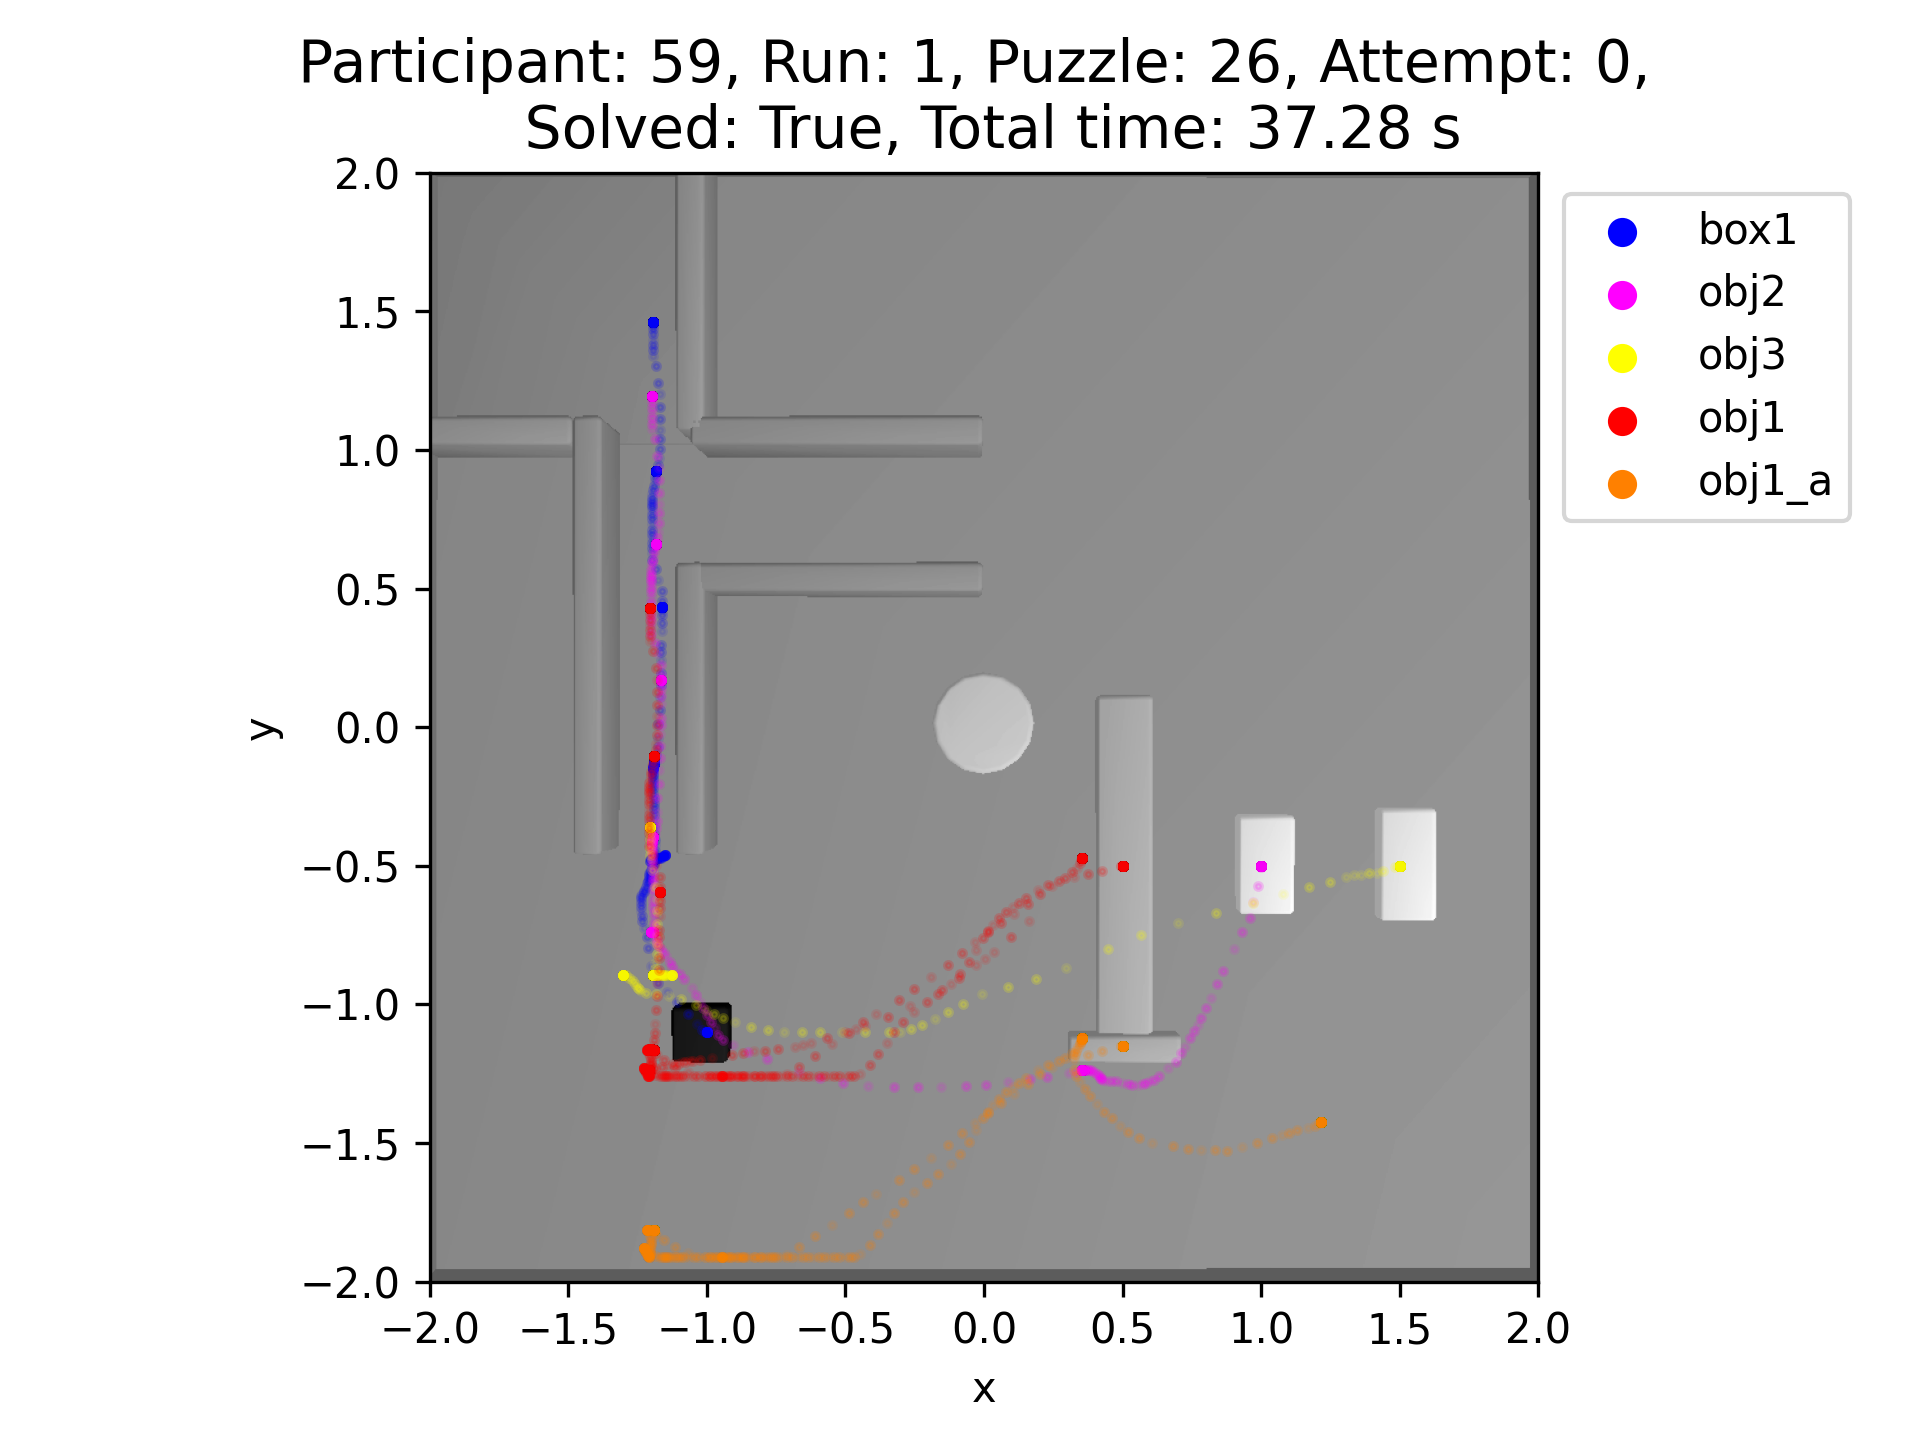 Participant: 59, Run: 1, Puzzle: 26, Attempt: 0,
Solved: True, Total time: 37.28 s
2.0
1.5
1.0
0.5
0.0
−0.5
−1.0
−1.5
−2.0
y
−2.0 −1.5 −1.0 −0.5 0.0 0.5 1.0 1.5 2.0
x
box1
obj2
obj3
obj1
obj1_a